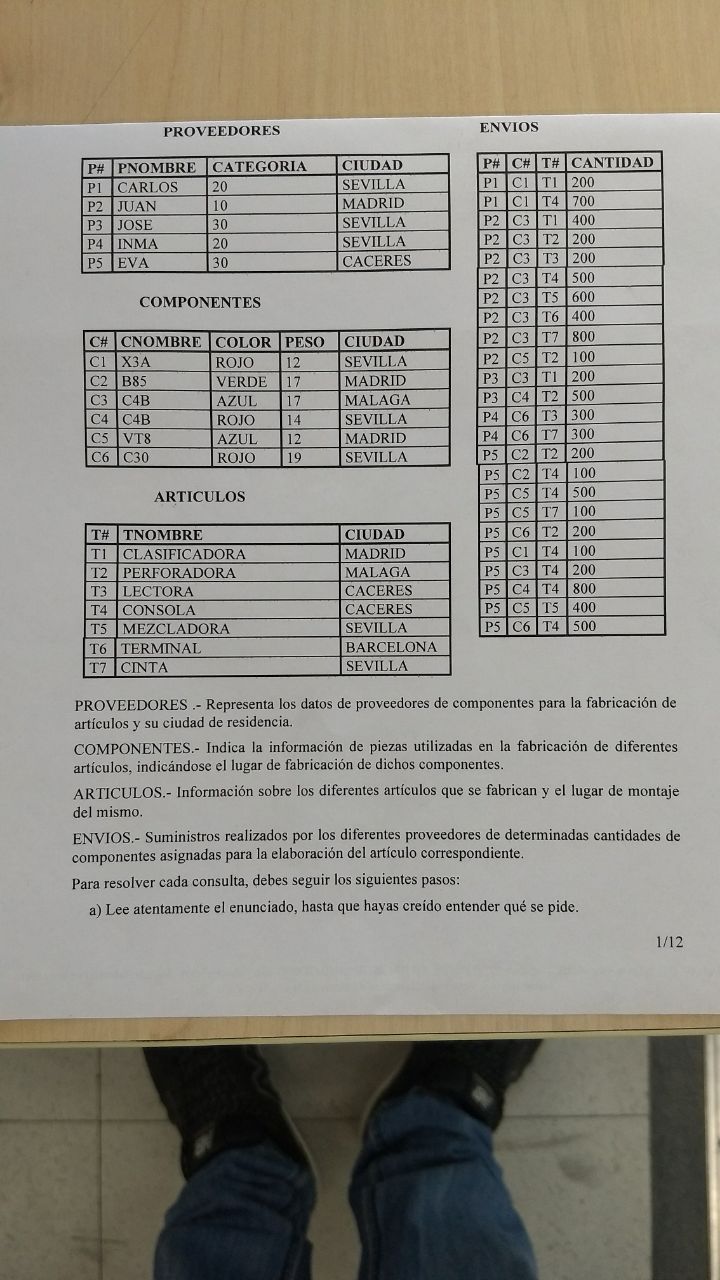 PROVEEDORES
P# PNOMBRE CATEGORIA CIUDAD
P1 CARLOS 20 SEVILLA
P2 JUAN 10 MADRID
P3 JOSE 30 SEVILLA
P4 INMA 20 SEVILLA
P5 EVA 30 CACERES
COMPONENTES
C# CNOMBRE COLOR PESO CIUDAD
C1 X3A ROJO 12 SEVILLA
C2 B85 VERDE 17 MADRID
C3 C4B AZUL 17 MALAGA
C4 C4B ROJO 14 SEVILLA
C5 VT8 AZUL 12 MADRID
C6 C30 ROJO 19 SEVILLA
ARTICULOS
T# TNOMBRE CIUDAD
T1 CLASIFICADORA MADRID
T2 PERFORADORA MALAGA
T3 LECTORA CACERES
T4 CONSOLA CACERES
T5 MEZCLADORA SEVILLA
T6 TERMINAL BARCELONA
T7 CINTA SEVILLA
ENVIOS
P# C# T# CANTIDAD
P1 C1 T1 200
P1 C1 T4 700
P2 C3 T1 400
P2 C3 T2 200
P2 C3 T3 200
P2 C3 T4 500
P2 C3 T5 600
P2 C3 T6 400
P2 C3 T7 800
P2 C5 T2 100
P3 C3 T1 200
P3 C4 T2 500
P4 C6 T3 300
P4 C6 T7 300
P5 C2 T2 200
P5 C2 T4 100
P5 C5 T4 500
P5 C5 T7 100
P5 C6 T2 200
P5 C1 T4 100
P5 C3 T4 200
P5 C4 T4 800
P5 C5 T5 400
P5 C6 T4 500
PROVEEDORES .- Representa los datos de proveedores de componentes para la fabricación de
artículos y su ciudad de residencia.
COMPONENTES.- Indica la información de piezas utilizadas en la fabricación de diferentes
artículos, indicándose el lugar de fabricación de dichos componentes.
ARTICULOS.- Información sobre los diferentes artículos que se fabrican y el lugar de montaje
del mismo.
ENVIOS.- Suministros realizados por los diferentes proveedores de determinadas cantidades de
componentes asignadas para la elaboración del artículo correspondiente.
Para resolver cada consulta, debes seguir los siguientes pasos:
a) Lee atentamente el enunciado, hasta que hayas creído entender qué se pide.
1/12